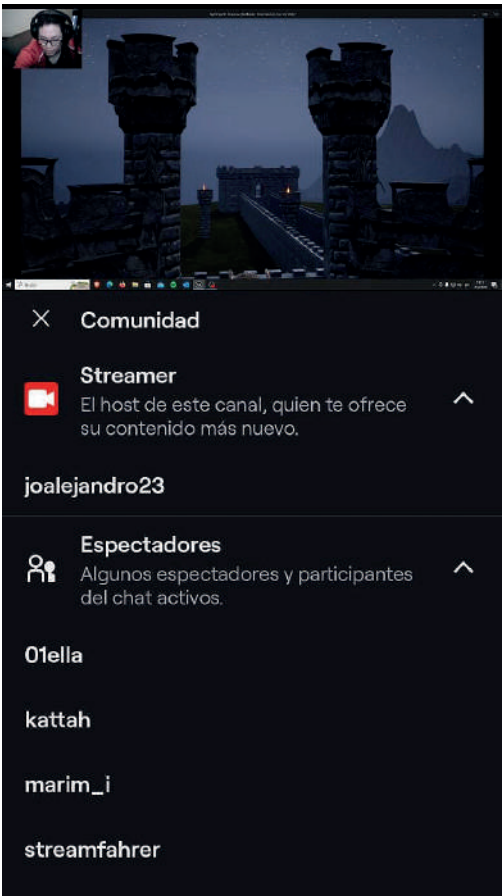 Comunidad
Streamer
El host de este canal, quien te ofrece
su contenido más nuevo.
joalejandro23
Espectadores
Algunos espectadores y participantes
del chat activos.
01ella
kattah
marim_i
streamfahrer